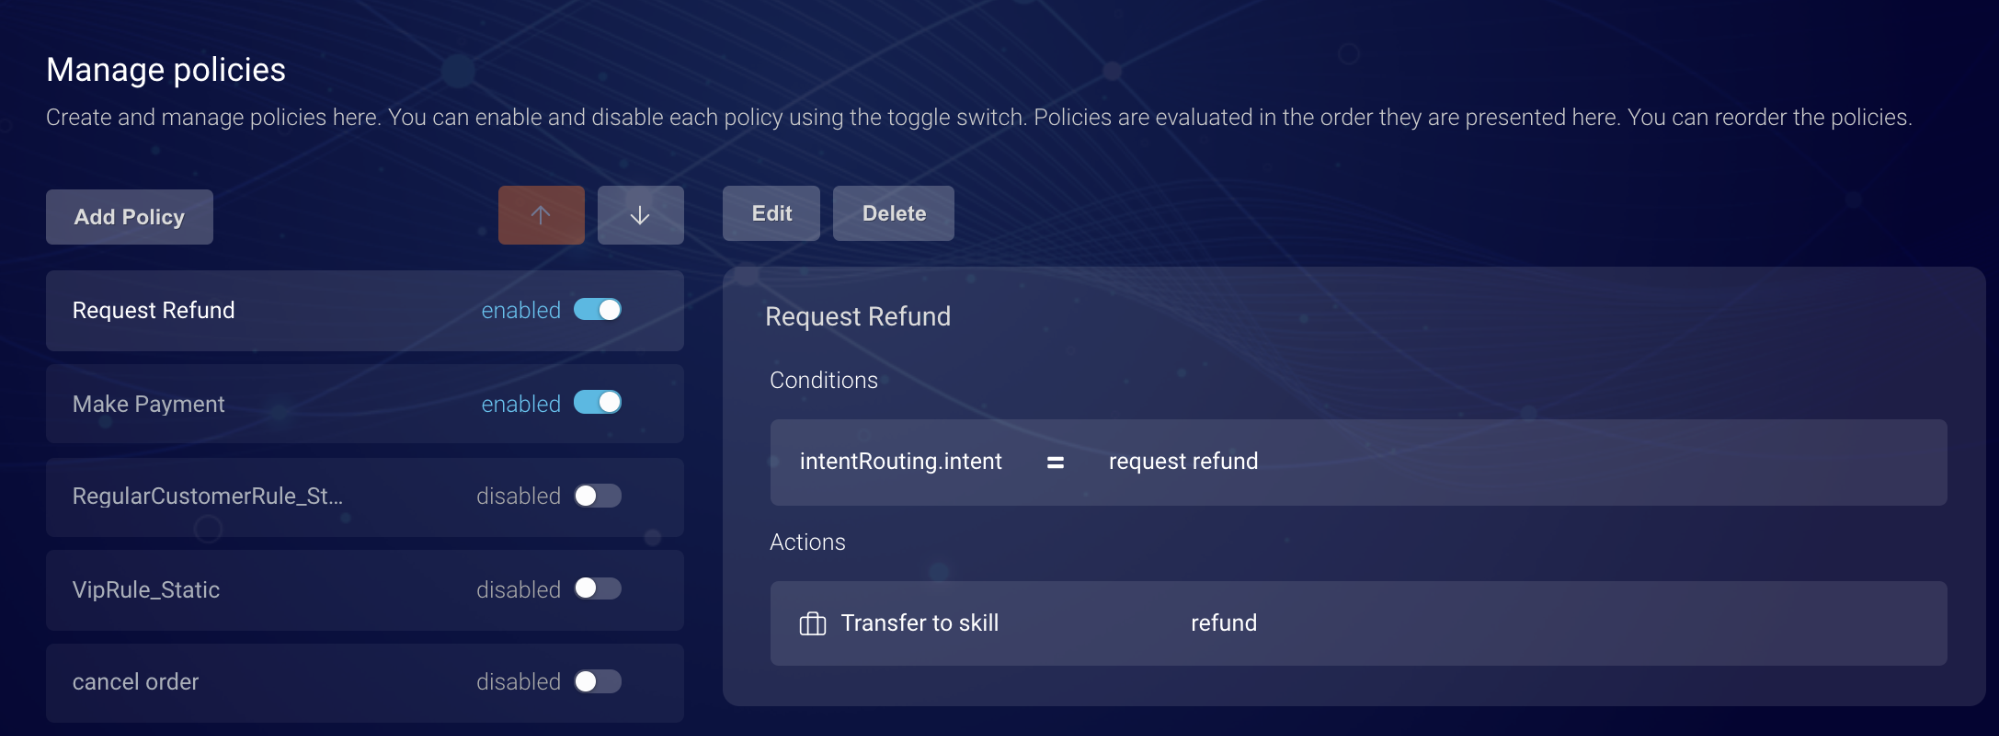 Manage policies
Create and manage policies here. You can enable and disable each policy using the toggle switch. Policies are evaluated in the order they are presented here. You can reorder the policies.
Add Policy
Edit
Delete
Request Refund
enabled
Make Payment
enabled
RegularCustomerRule_St...
disabled
VipRule_Static
disabled
cancel order
disabled
Request Refund
Conditions
intentRouting.intent = request refund
Actions
Transfer to skill refund